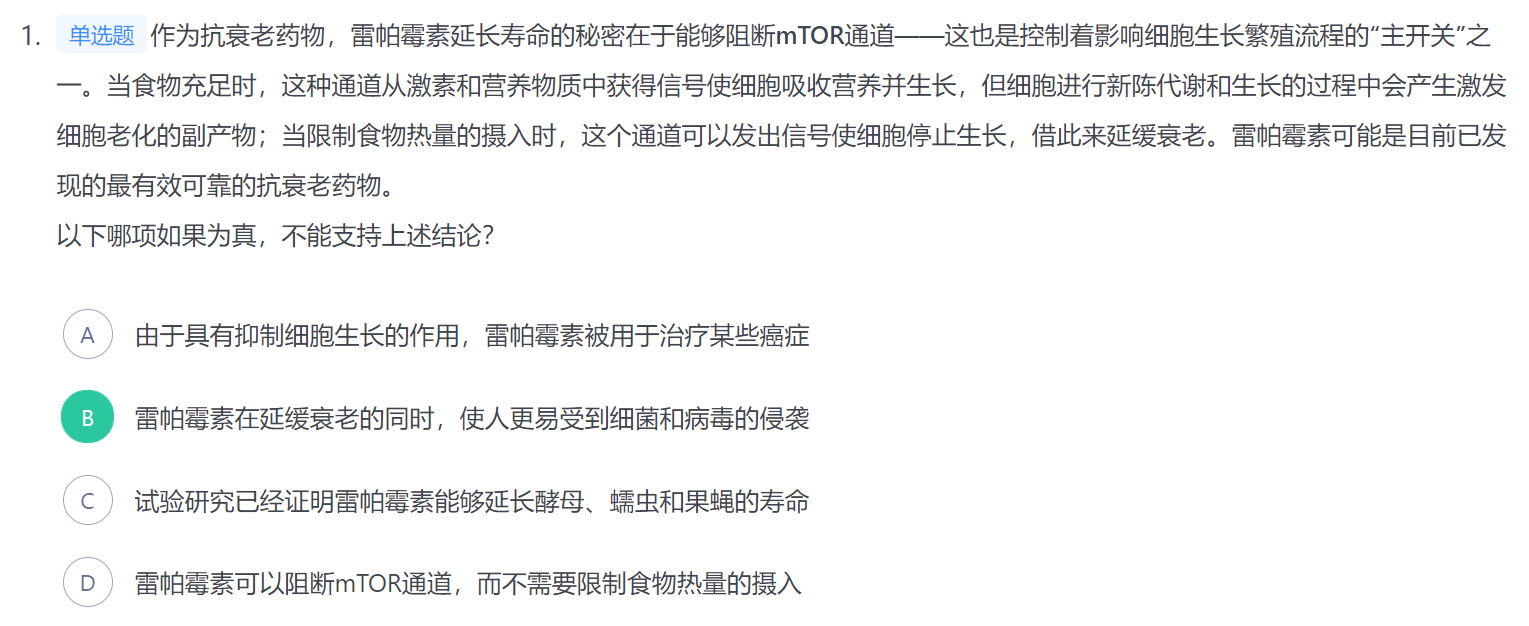 1. 单选题 作为抗衰老药物，雷帕霉素延长寿命的秘密在于能够阻断mTOR通道——这也是控制着影响细胞生长繁殖流程的“主开关”之
一。当食物充足时，这种通道从激素和营养物质中获得信号使细胞吸收营养并生长，但细胞进行新陈代谢和生长的过程中会产生激发
细胞老化的副产物；当限制食物热量的摄入时，这个通道可以发出信号使细胞停止生长，借此来延缓衰老。雷帕霉素可能是目前已发
现的最有效可靠的抗衰老药物。
以下哪项如果为真，不能支持上述结论？
A 由于具有抑制细胞生长的作用，雷帕霉素被用于治疗某些癌症
B 雷帕霉素在延缓衰老的同时，使人更易受到细菌和病毒的侵袭
C 试验研究已经证明雷帕霉素能够延长酵母、蠕虫和果蝇的寿命
D 雷帕霉素可以阻断mTOR通道，而不需要限制食物热量的摄入